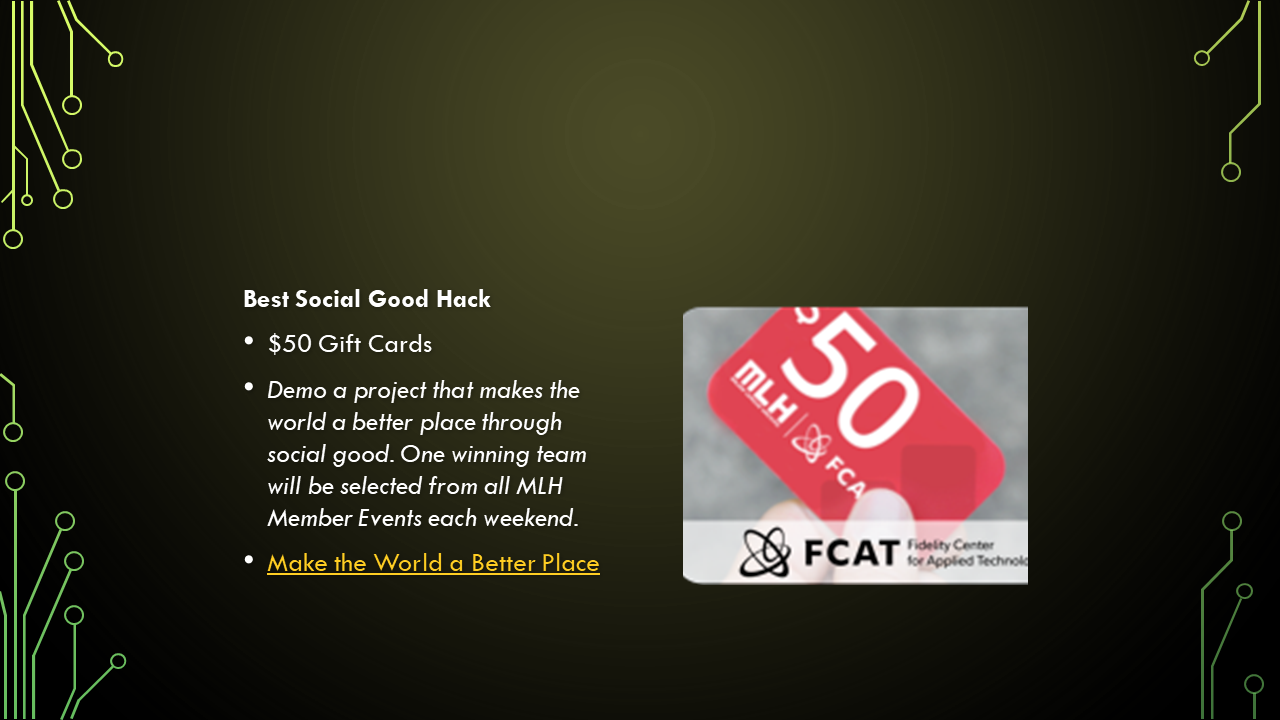 Best Social Good Hack
• $50 Gift Cards
• Demo a project that makes the
world a better place through
social good. One winning team
will be selected from all MLH
Member Events each weekend.
• Make the World a Better Place
$50
MLH
FCA
FCAT
Fidelity Center
for Applied Technolo